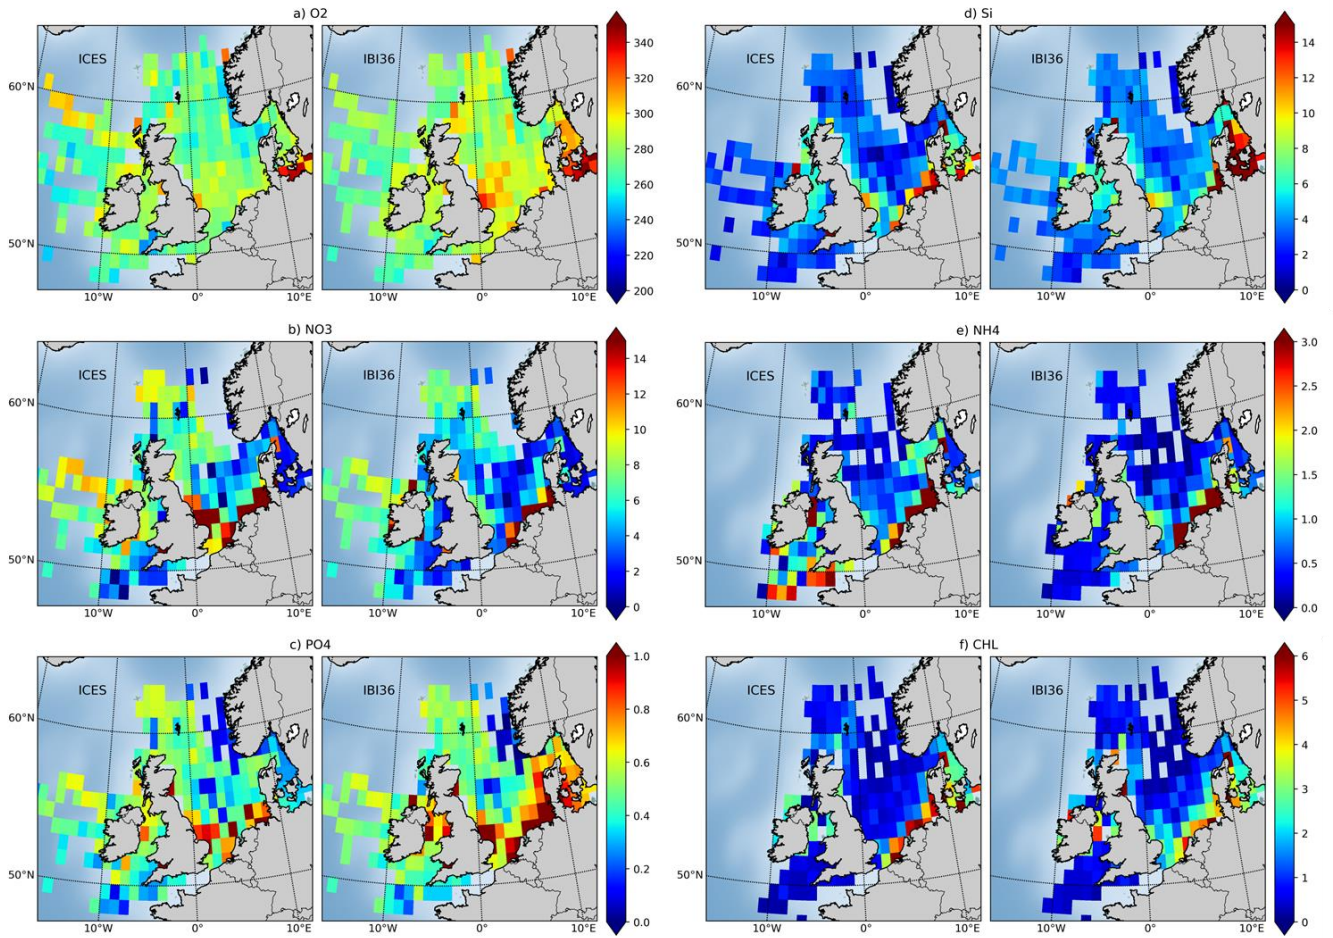 a) O2
ICES
IBI36
340
320
300
280
260
240
220
200
60°N
50°N
10°W
0°
10°E
10°W
0°
10°E
d) Si
ICES
IBI36
14
12
10
8
6
4
2
0
60°N
50°N
10°W
0°
10°E
10°W
0°
10°E
b) NO3
ICES
IBI36
14
12
10
8
6
4
2
0
60°N
50°N
10°W
0°
10°E
10°W
0°
10°E
e) NH4
ICES
IBI36
3.0
2.5
2.0
1.5
1.0
0.5
0.0
60°N
50°N
10°W
0°
10°E
10°W
0°
10°E
c) PO4
ICES
IBI36
1.0
0.8
0.6
0.4
0.2
0.0
60°N
50°N
10°W
0°
10°E
10°W
0°
10°E
f) CHL
ICES
IBI36
6
5
4
3
2
1
0
60°N
50°N
10°W
0°
10°E
10°W
0°
10°E